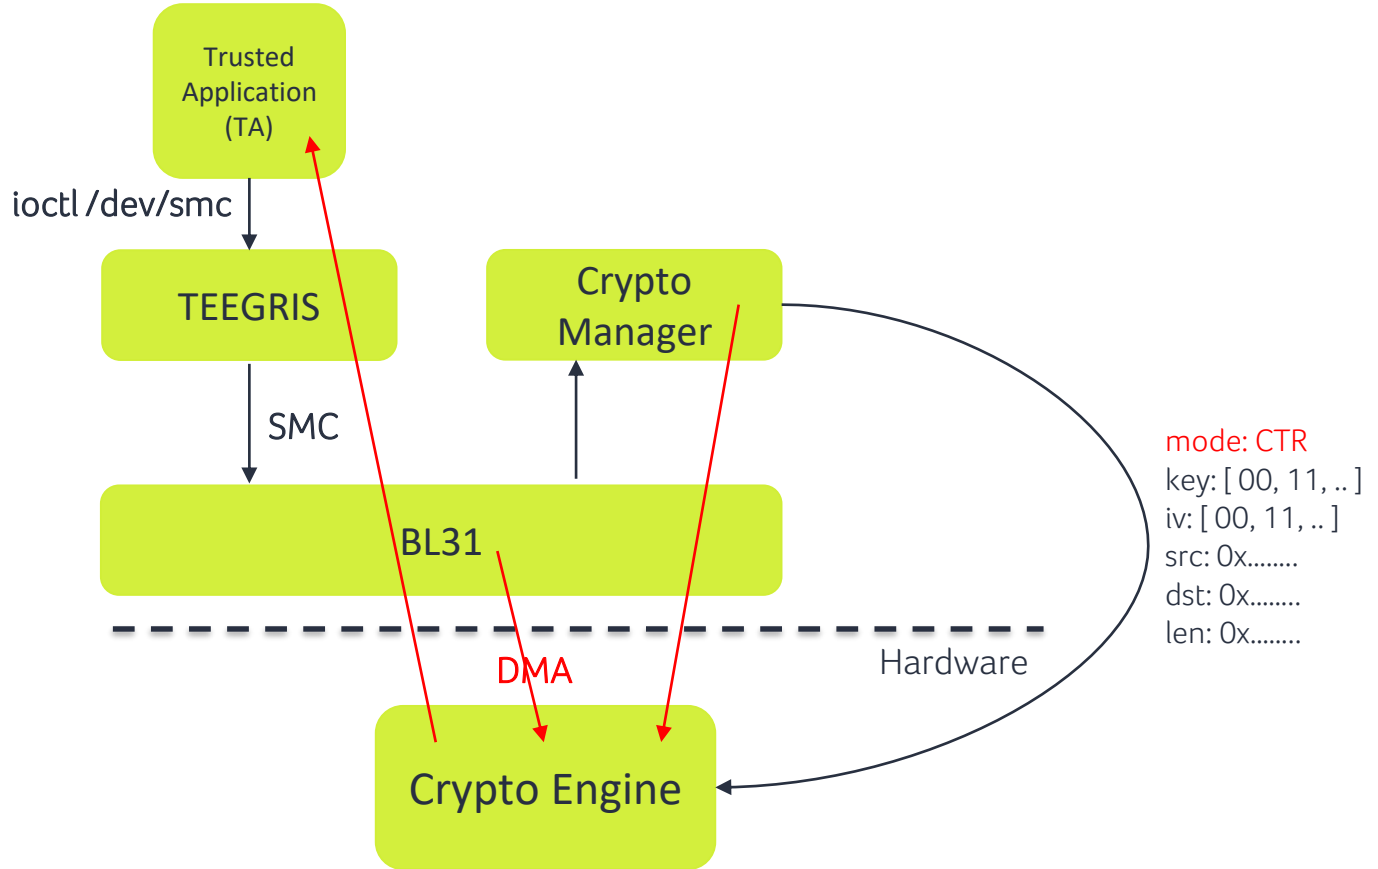 Trusted
Application
(TA)
ioctl /dev/smc
TEEGRIS
Crypto
Manager
SMC
mode: CTR
key: [ 00, 11, .. ]
iv: [ 00, 11, .. ]
src: 0x........
dst: 0x........
len: 0x........
BL31
DMA
Hardware
Crypto Engine